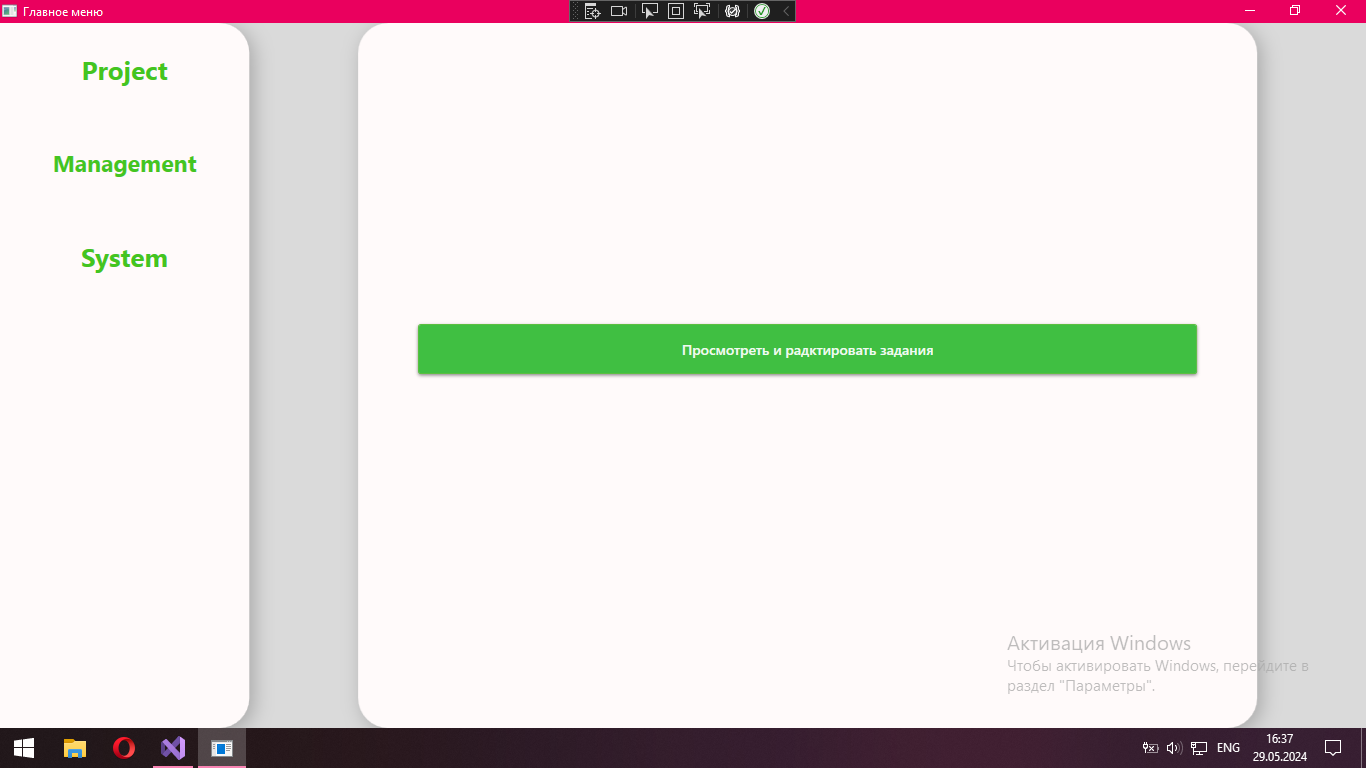 Главное меню
Project
Management
System
Просмотреть и радктировать задания
Активация Windows
Чтобы активировать Windows, перейдите в
раздел "Параметры".
ENG
16:37
29.05.2024